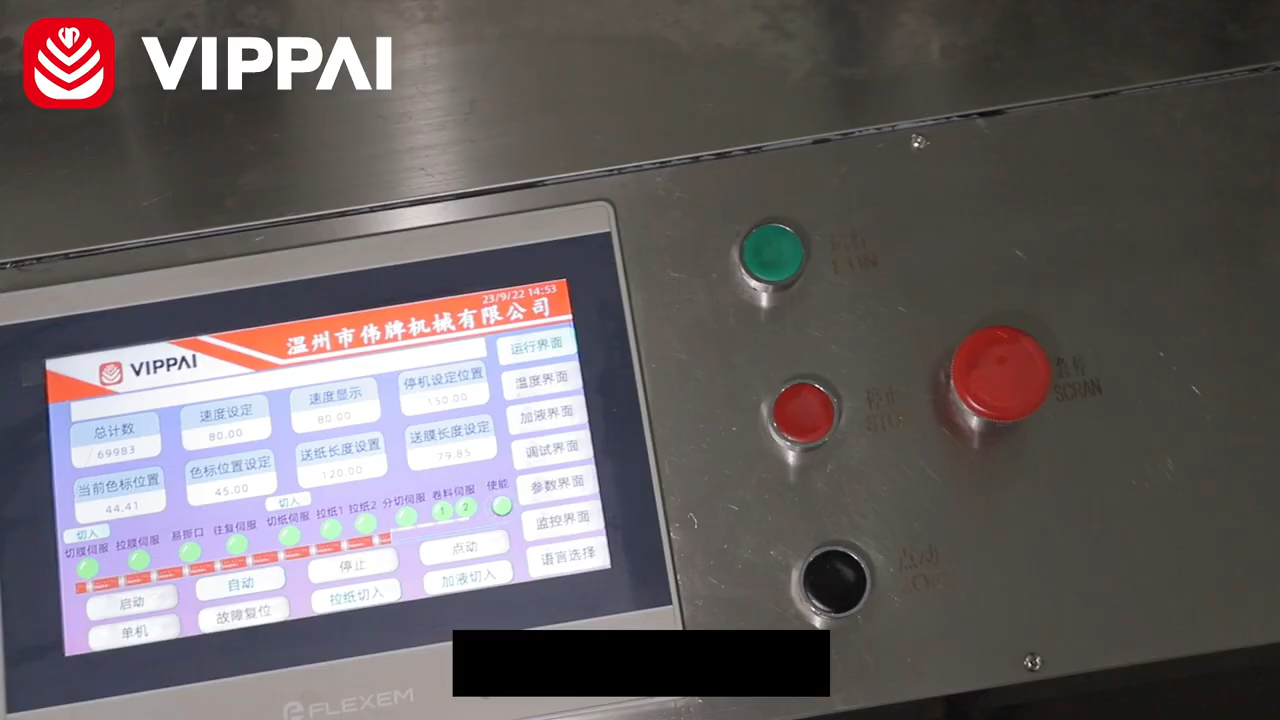 VIPPAI
23/9/22 14:53
VIPPAI
温州市伟牌机械有限公司
运行界面
总计数
69983
速度设定
80.00
速度显示
80.00
停机设定位置
150.00
温度界面
当前色标位置
44.41
色标位置设定
45.00
送纸长度设置
120.00
送膜长度设定
79.85
加液界面
调试界面
切入
切入
切膜伺服
拉膜伺服
易撕口
往复伺服
切纸伺服
拉纸1
拉纸2
分切伺服
卷料伺服
使能
1
2
参数界面
监控界面
启动
自动
停止
点动
语言选择
单机
故障复位
拉纸切入
加液切入
FLEXEM
RUN
停止
急停
SCRAN
点动